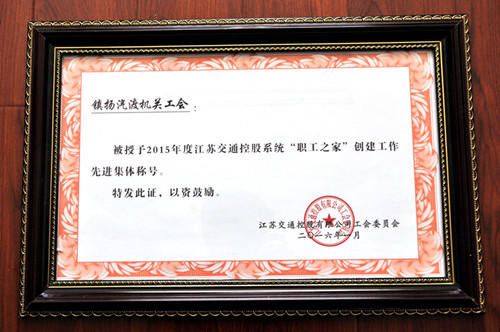 镇扬汽渡机关工会：
被授予2015年度江苏交通控股系统“职工之家”创建工作
先进集体称号。
特发此证，以资鼓励。
江苏交通控股有限公司工会委员会
二〇一六年一月